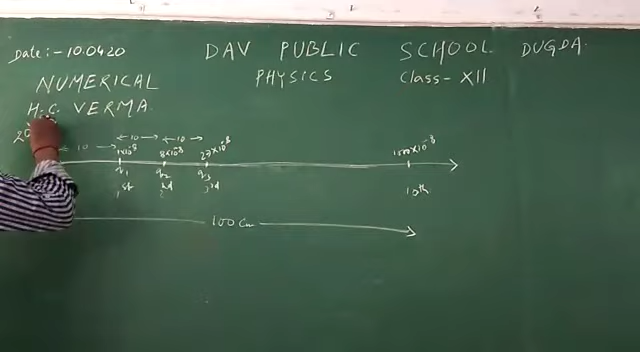 Date:- 10.04.20 DAV PUBLIC SCHOOL DUGDA.
NUMERICAL PHYSICS Class- XII
H.C. VERMA
20
←10→ ←10→
10 → 1×10⁻⁸ 8×10⁻⁸ 27×10⁻⁸ 1000×10⁻⁸
q₁ q₂ q₃
1st 2nd 3rd 10th
100 Cm